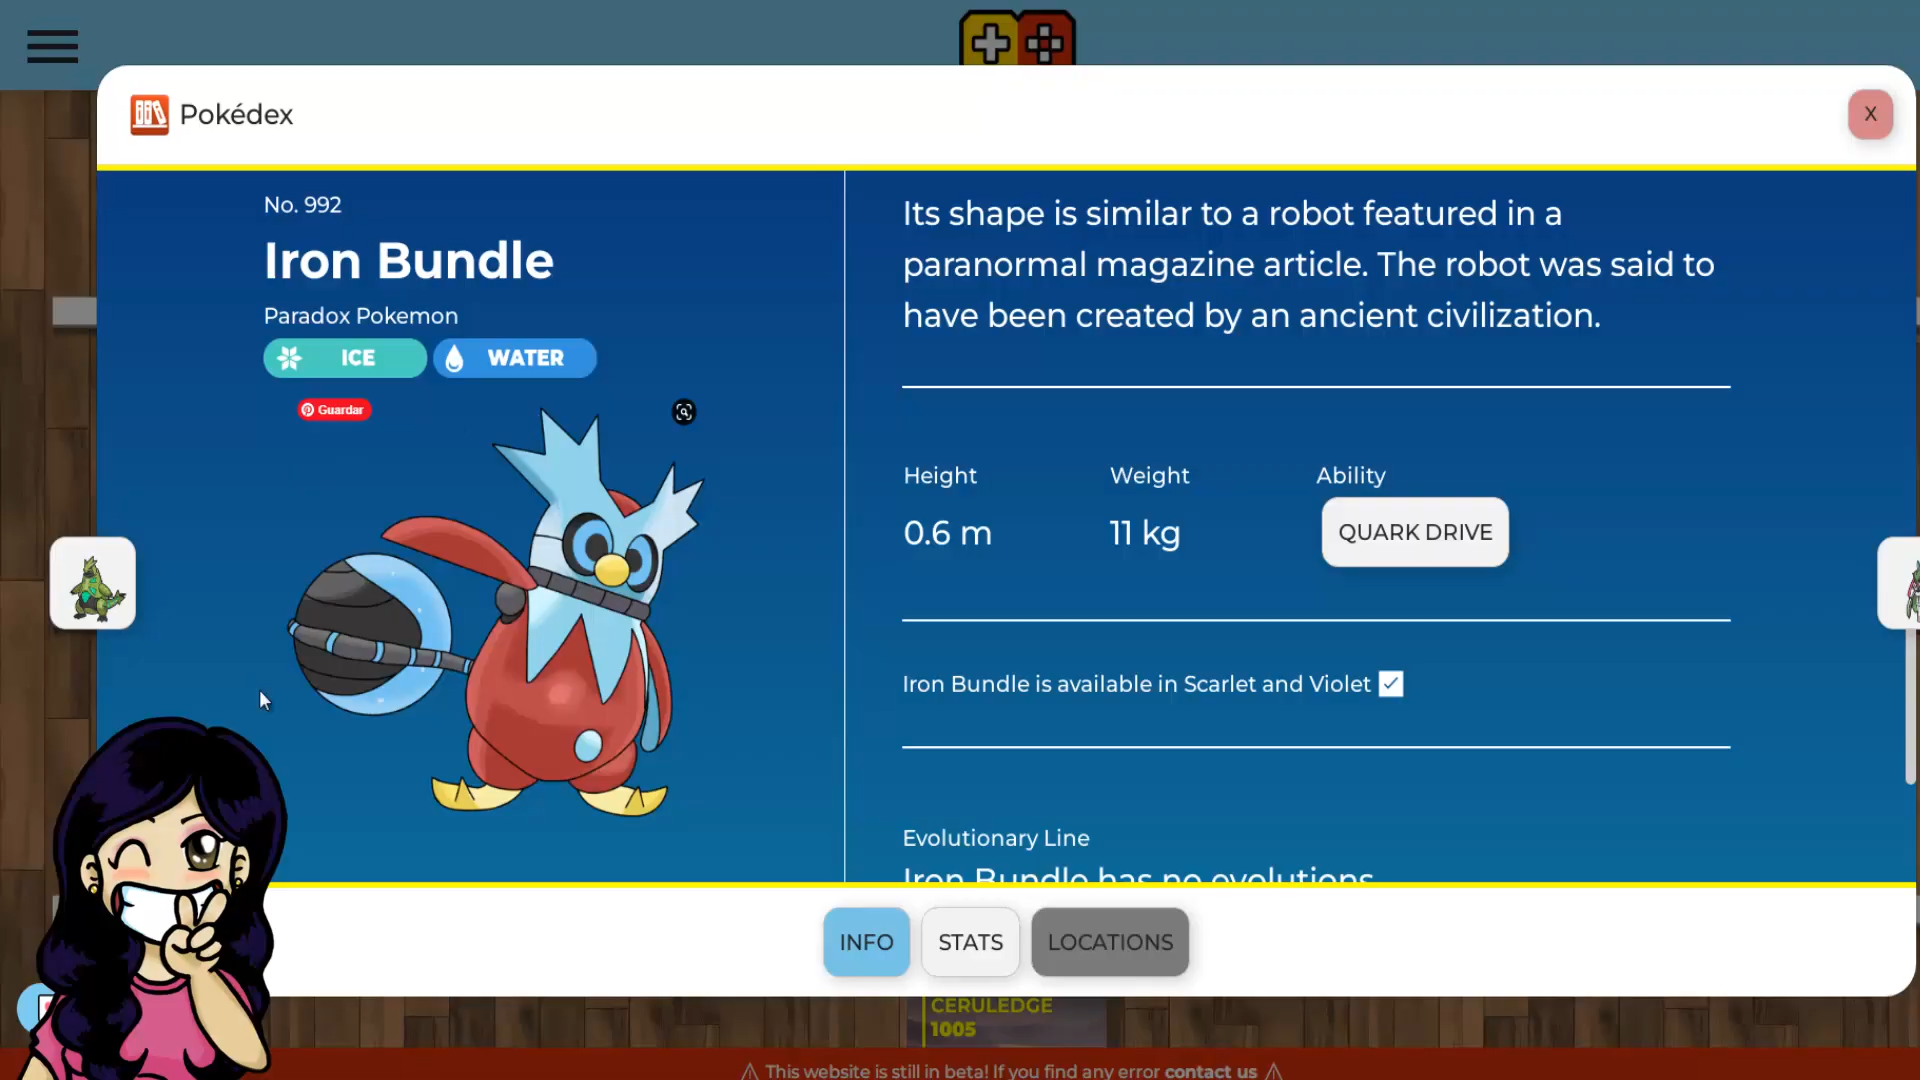 Pokédex
X
No. 992
Iron Bundle
Paradox Pokemon
ICE
WATER
Guardar
Its shape is similar to a robot featured in a
paranormal magazine article. The robot was said to
have been created by an ancient civilization.
Height
Weight
Ability
0.6 m
11 kg
QUARK DRIVE
Iron Bundle is available in Scarlet and Violet
Evolutionary Line
Iron Bundle has no evolutions
INFO
STATS
LOCATIONS
CERULEDGE
1005
⚠ This website is still in beta! If you find any error contact us ⚠